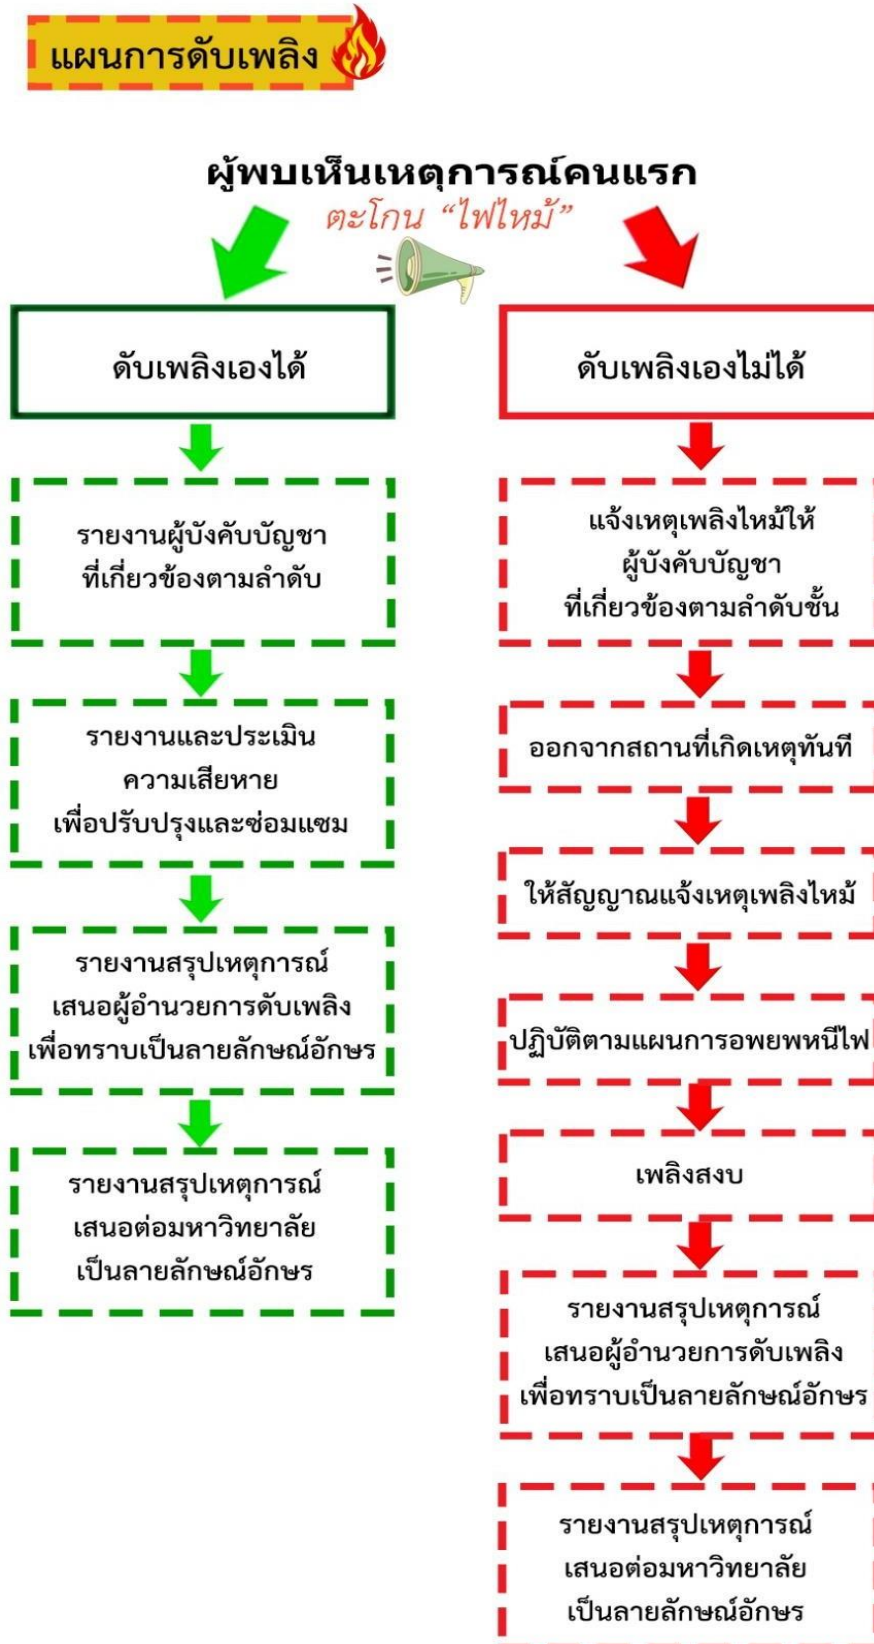 แผนการดับเพลิง
ผู้พบเห็นเหตุการณ์คนแรก
ตะโกน “ไฟไหม้”
ดับเพลิงเองได้
รายงานผู้บังคับบัญชา
ที่เกี่ยวข้องตามลำดับ
รายงานและประเมิน
ความเสียหาย
เพื่อปรับปรุงและซ่อมแซม
รายงานสรุปเหตุการณ์
เสนอผู้อำนวยการดับเพลิง
เพื่อทราบเป็นลายลักษณ์อักษร
รายงานสรุปเหตุการณ์
เสนอต่อมหาวิทยาลัย
เป็นลายลักษณ์อักษร
ดับเพลิงเองไม่ได้
แจ้งเหตุเพลิงไหม้ให้
ผู้บังคับบัญชา
ที่เกี่ยวข้องตามลำดับชั้น
ออกจากสถานที่เกิดเหตุทันที
ให้สัญญาณแจ้งเหตุเพลิงไหม้
ปฏิบัติตามแผนการอพยพหนีไฟ
เพลิงสงบ
รายงานสรุปเหตุการณ์
เสนอผู้อำนวยการดับเพลิง
เพื่อทราบเป็นลายลักษณ์อักษร
รายงานสรุปเหตุการณ์
เสนอต่อมหาวิทยาลัย
เป็นลายลักษณ์อักษร